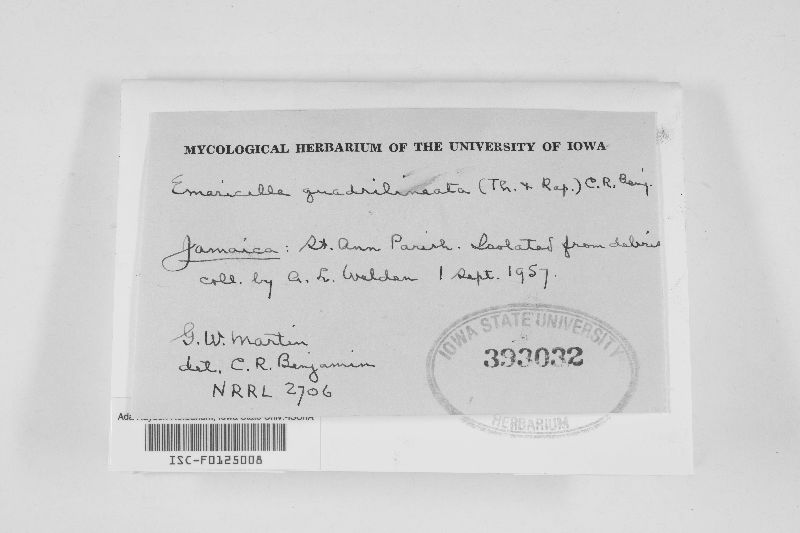 MYCOLOGICAL HERBARIUM OF THE UNIVERSITY OF IOWA
Emericella quadrilineata (Th. & Rap.) C.R. Benj.
Jamaica: St. Ann Parish. Isolated from debris
coll. by A. L. Welden 1 Sept. 1957.
G.W. Martin
det. C. R. Benjamin
NRRL 2706
IOWA STATE UNIVERSITY
393032
HERBARIUM
ISC-F0125008